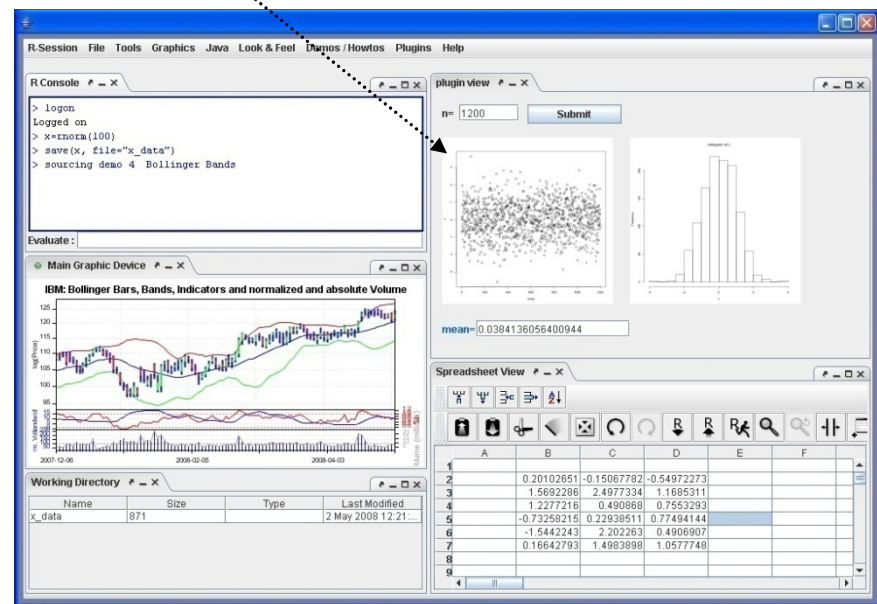 R-Session File Tools Graphics Java Look & Feel Demos / Howtos Plugins Help
R Console
> logon
Logged on
> x=rnorm(100)
> save(x, file="x_data")
> sourcing demo 4 Bollinger Bands
Evaluate :
Main Graphic Device
IBM: Bollinger Bars, Bands, Indicators and normalized and absolute Volume
125
120
115
110
105
100
95
log(Price)
2007-12-06 2008-02-05 2008-04-03
Working Directory
Name Size Type Last Modified
x_data 871 2 May 2008 12:21:...
plugin view
n= 1200 Submit
Histogram of x
Frequency
mean= 0.0384136056400944
Spreadsheet View
A B C D E F
1
2 0.20102651 -0.15067782 -0.54972273
3 1.5692286 2.4977334 1.1685311
4 1.2277216 0.490868 0.7553293
5 -0.73258215 0.22938511 0.77494144
6 -1.5442243 2.202263 0.4906907
7 0.16642793 1.4983898 1.0577748
8
9